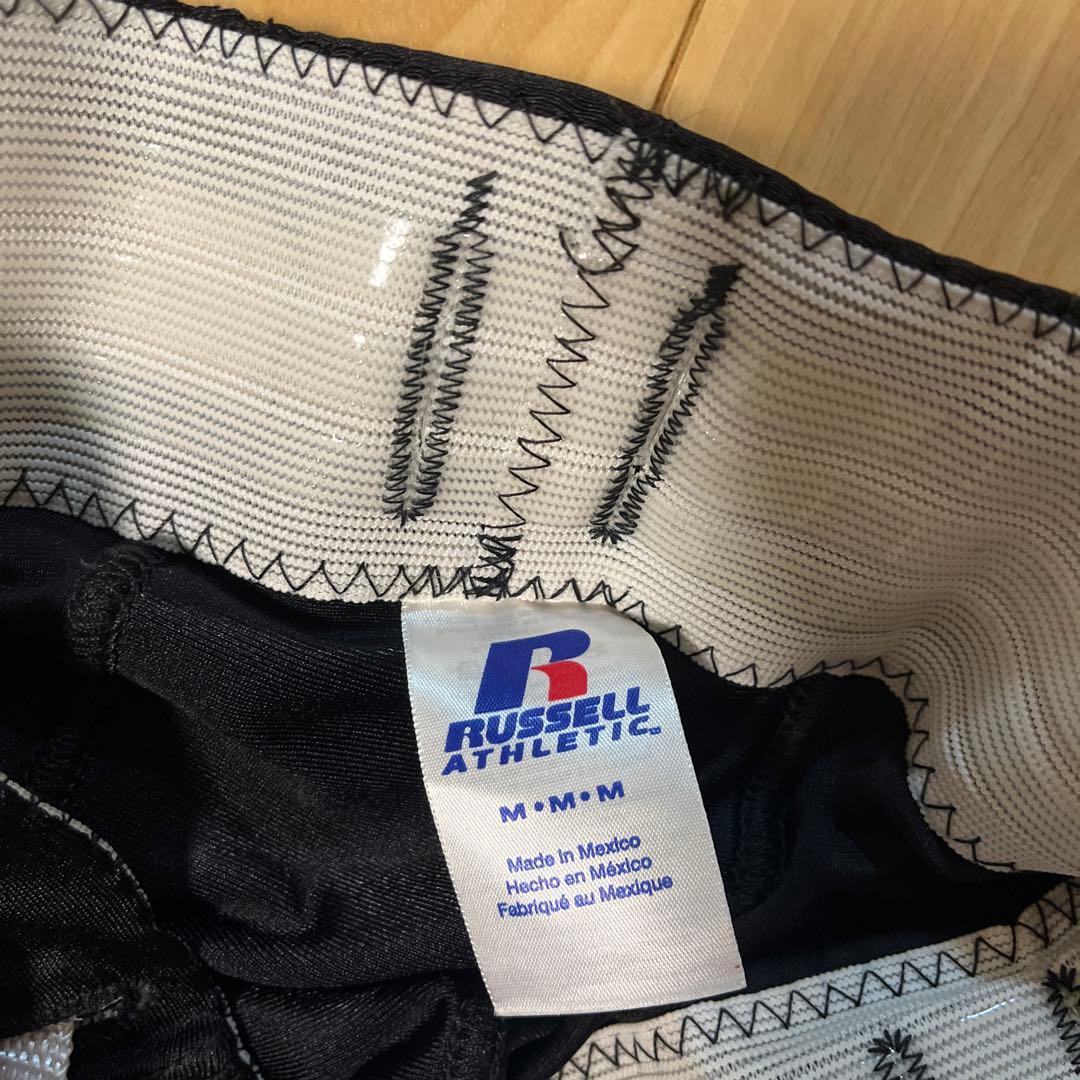 R
RUSSELL
ATHLETIC
M•M•M
Made in Mexico
Hecho en México
Fabriqué au Mexique